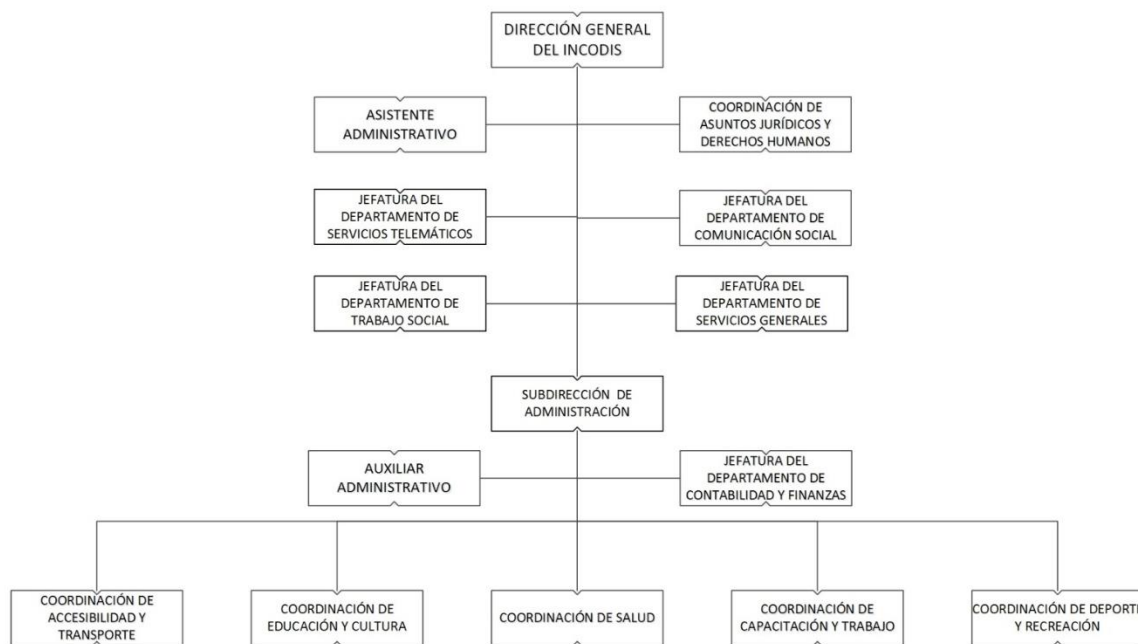 DIRECCIÓN GENERAL
DEL INCODIS
ASISTENTE
ADMINISTRATIVO
COORDINACIÓN DE
ASUNTOS JURÍDICOS Y
DERECHOS HUMANOS
JEFATURA DEL
DEPARTAMENTO DE
SERVICIOS TELEMÁTICOS
JEFATURA DEL
DEPARTAMENTO DE
COMUNICACIÓN SOCIAL
JEFATURA DEL
DEPARTAMENTO DE
TRABAJO SOCIAL
JEFATURA DEL
DEPARTAMENTO DE
SERVICIOS GENERALES
SUBDIRECCIÓN DE
ADMINISTRACIÓN
AUXILIAR
ADMINISTRATIVO
JEFATURA DEL
DEPARTAMENTO DE
CONTABILIDAD Y FINANZAS
COORDINACIÓN DE
ACCESIBILIDAD Y
TRANSPORTE
COORDINACIÓN DE
EDUCACIÓN Y CULTURA
COORDINACIÓN DE SALUD
COORDINACIÓN DE
CAPACITACIÓN Y TRABAJO
COORDINACIÓN DE DEPORTE
Y RECREACIÓN